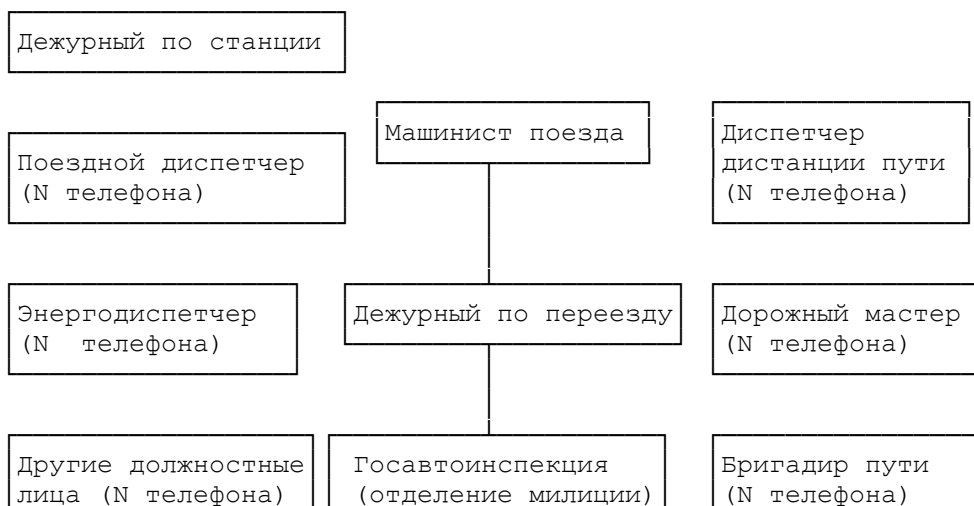 Дежурный по станции
Машинист поезда
Диспетчер
дистанции пути
(N телефона)
Поездной диспетчер
(N телефона)
Энергодиспетчер
(N телефона)
Дежурный по переезду
Дорожный мастер
(N телефона)
Другие должностные
лица (N телефона)
Госавтоинспекция
(отделение милиции)
Бригадир пути
(N телефона)